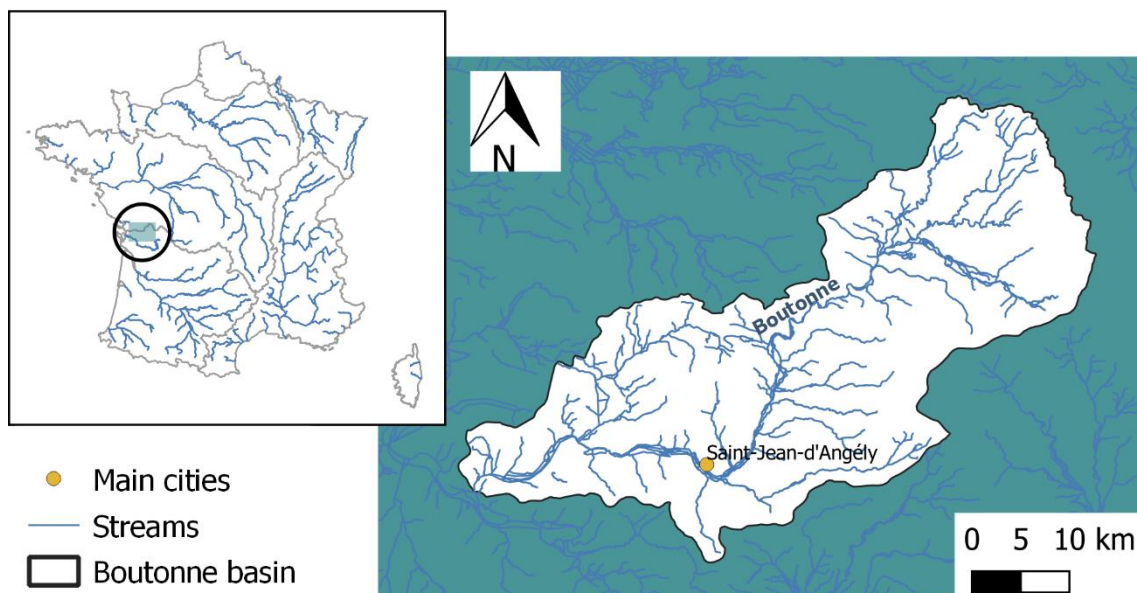 N
Boutonne
Saint-Jean-d'Angély
Main cities
Streams
Boutonne basin
0 5 10 km